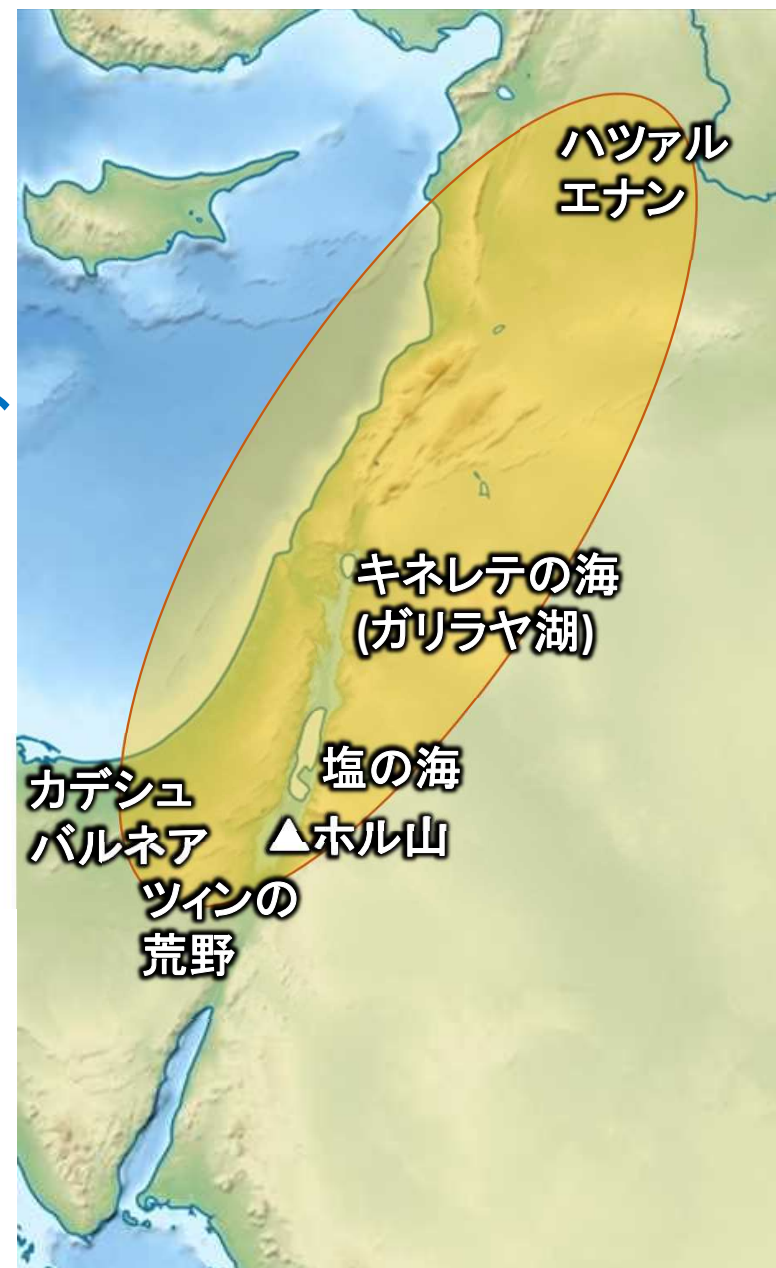 ハツァル
エナン
キネレテの海
(ガリラヤ湖)
塩の海
カデシュ
バルネア
▲ホル山
ツィンの
荒野